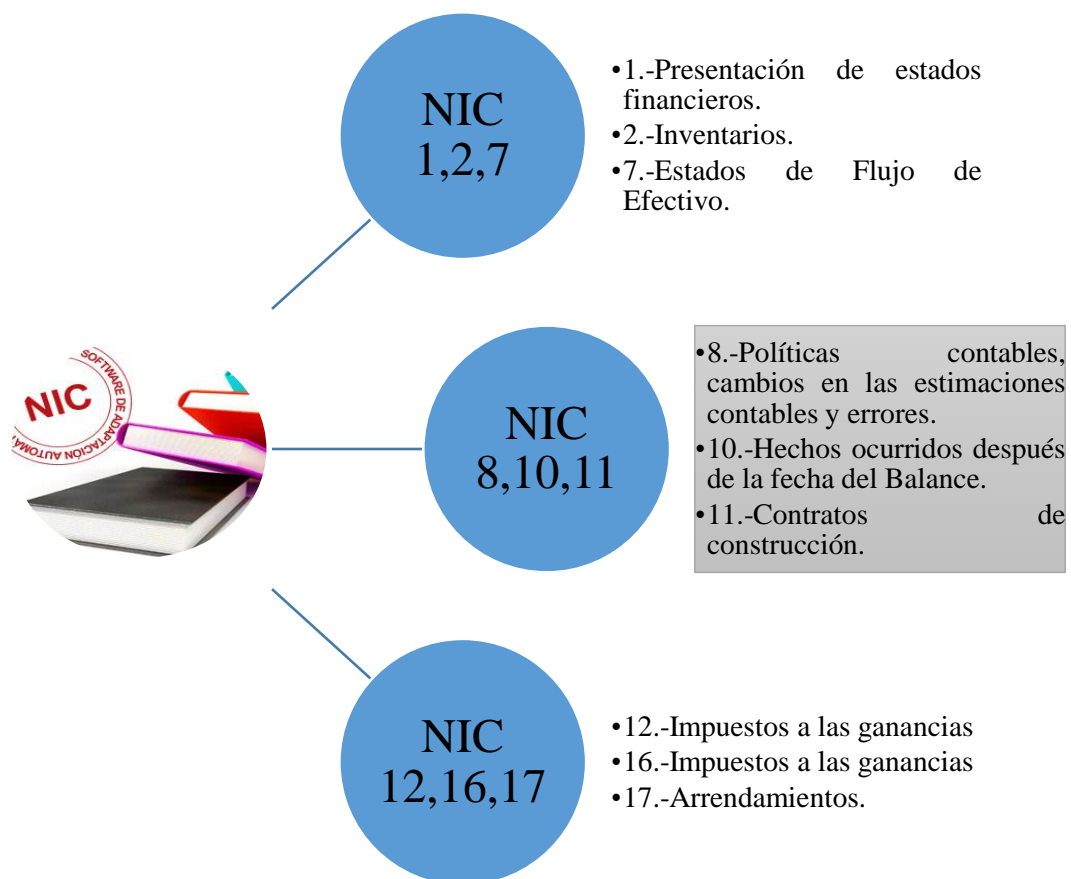 NIC
1,2,7
•1.-Presentación de estados
financieros.
•2.-Inventarios.
•7.-Estados de Flujo de
Efectivo.
SOFTWARE DE ADAPTACIÓN AUTOMÁ
NIC
NIC
8,10,11
•8.-Políticas contables,
cambios en las estimaciones
contables y errores.
•10.-Hechos ocurridos después
de la fecha del Balance.
•11.-Contratos de
construcción.
NIC
12,16,17
•12.-Impuestos a las ganancias
•16.-Impuestos a las ganancias
•17.-Arrendamientos.